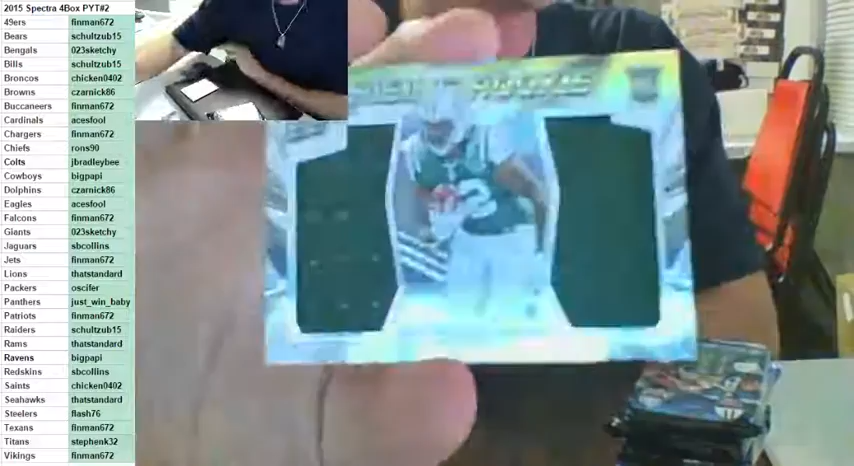 2015 Spectra 4Box PYT#2
49ers finman672
Bears schultzub15
Bengals 023sketchy
Bills schultzub15
Broncos chicken0402
Browns czarnick86
Buccaneers finman672
Cardinals acesfool
Chargers finman672
Chiefs rons90
Colts jbradleybee
Cowboys bigpapi
Dolphins czarnick86
Eagles acesfool
Falcons finman672
Giants 023sketchy
Jaguars sbcollins
Jets finman672
Lions thatstandard
Packers oscifer
Panthers just_win_baby
Patriots finman672
Raiders schultzub15
Rams thatstandard
Ravens bigpapi
Redskins sbcollins
Saints chicken0402
Seahawks thatstandard
Steelers flash76
Texans finman672
Titans stephenk32
Vikings finman672
2